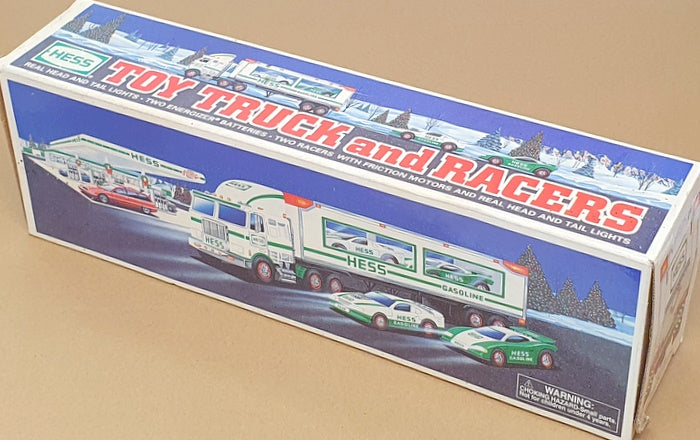 HESS
TOY TRUCK and RACERS
REAL HEAD AND TAIL LIGHTS - TWO ENERGIZER® BATTERIES - TWO RACERS WITH FRICTION MOTORS AND REAL HEAD AND TAIL LIGHTS
HESS
HESS
HESS
HESS
GASOLINE
HESS
GASOLINE
HESS
GASOLINE
WARNING:
CHOKING HAZARD-Small parts.
Not for children under 4 years.